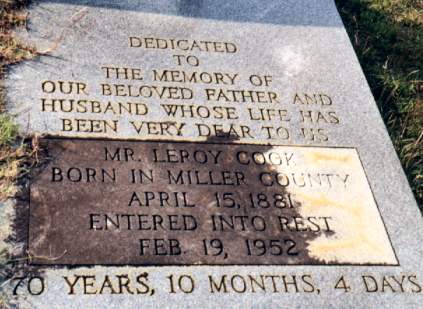 DEDICATED
TO
THE MEMORY OF
OUR BELOVED FATHER AND
HUSBAND WHOSE LIFE HAS
BEEN VERY DEAR TO US
MR. LEROY COOK
BORN IN MILLER COUNTY
APRIL 15, 1881
ENTERED INTO REST
FEB. 19, 1952
70 YEARS, 10 MONTHS, 4 DAYS